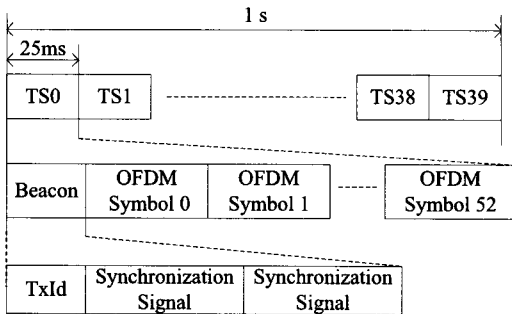 1 s
25ms
TS0 TS1 TS38 TS39
Beacon OFDM Symbol 0 OFDM Symbol 1 OFDM Symbol 52
TxId Synchronization Signal Synchronization Signal